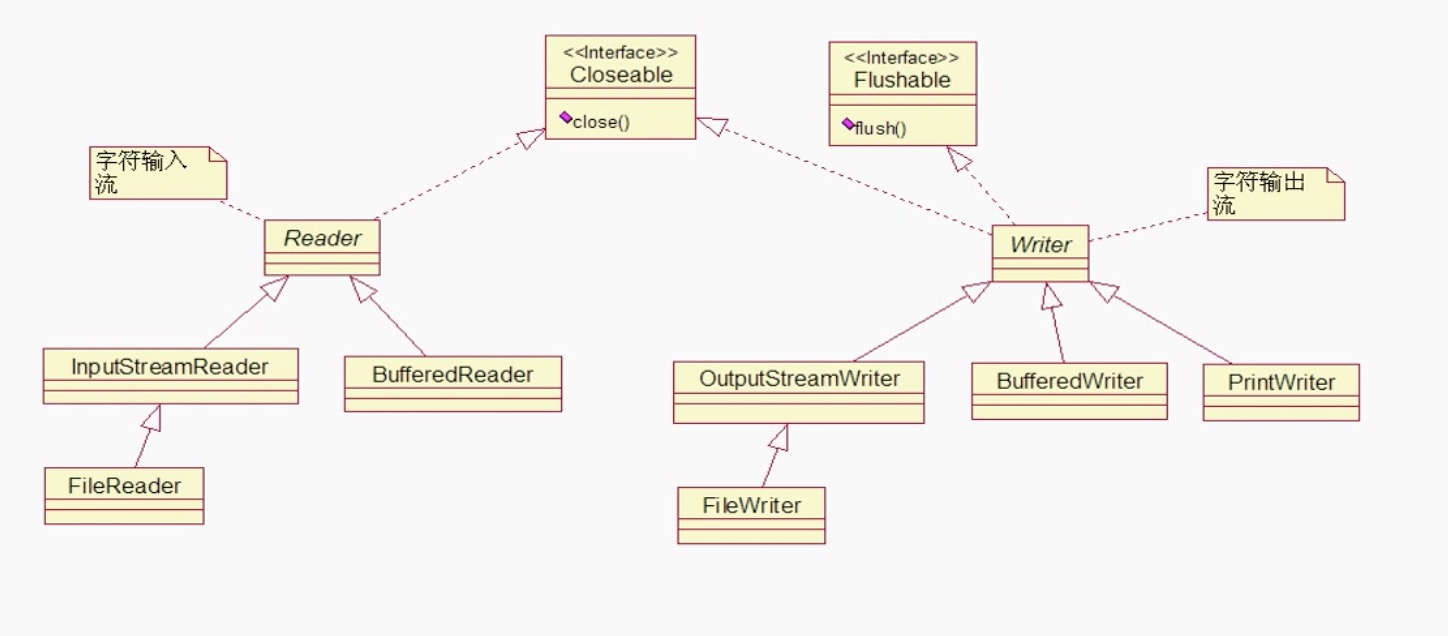 <<Interface>>
Closeable
close()
<<Interface>>
Flushable
flush()
字符输入
流
字符输出
流
Reader
Writer
InputStreamReader
BufferedReader
OutputStreamWriter
BufferedWriter
PrintWriter
FileReader
FileWriter